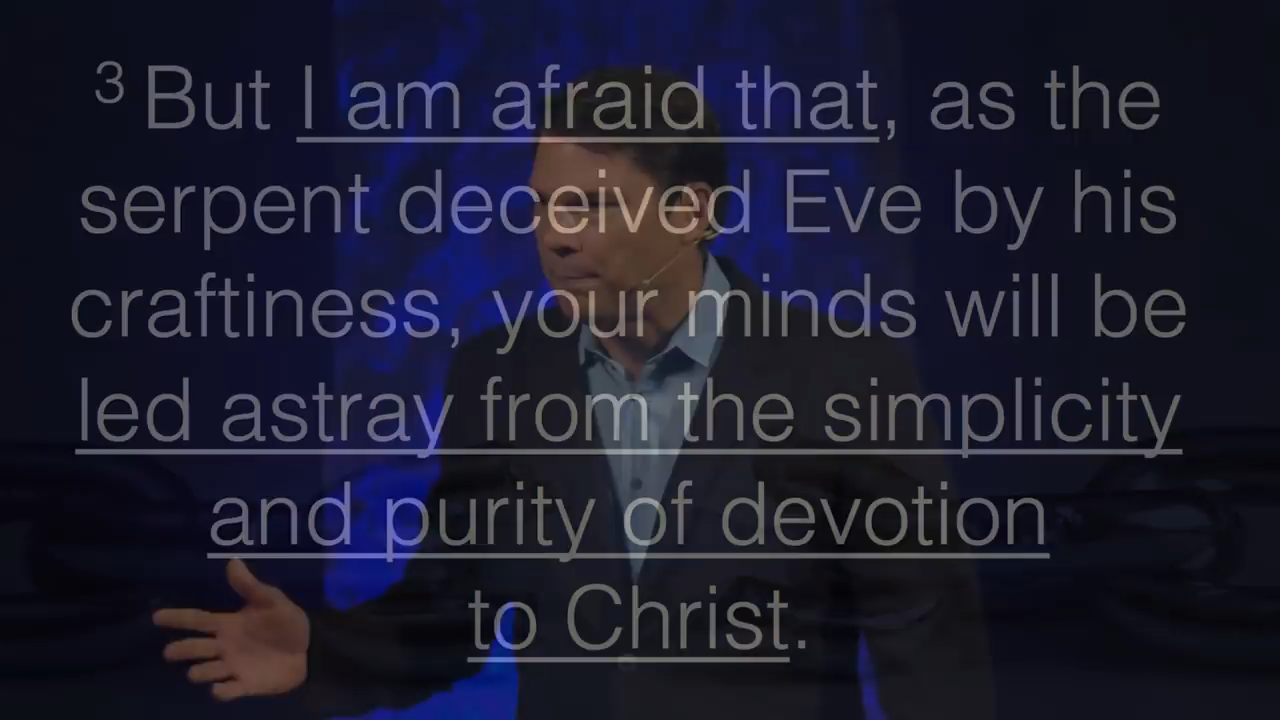 3 But I am afraid that, as the
serpent deceived Eve by his
craftiness, your minds will be
led astray from the simplicity
and purity of devotion
to Christ.